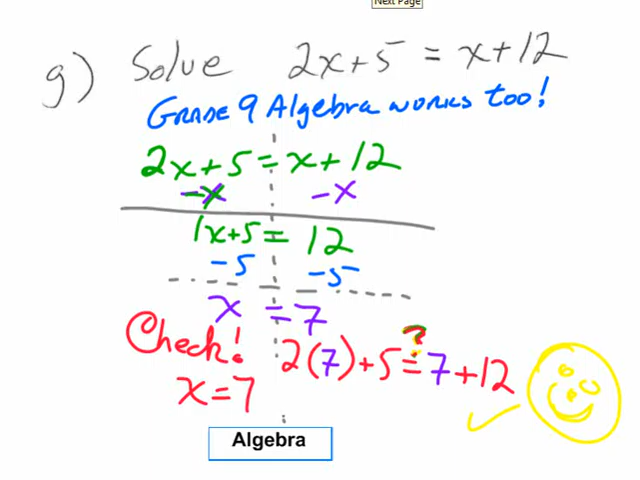 Next Page
g) Solve 2x+5 = x+12
GRADE 9 Algebra works too!
2x+5 = x+12
-x -x
1x+5 = 12
-5 -5
x = 7
Check! 2(7)+5 ≟ 7+12
x=7
Algebra